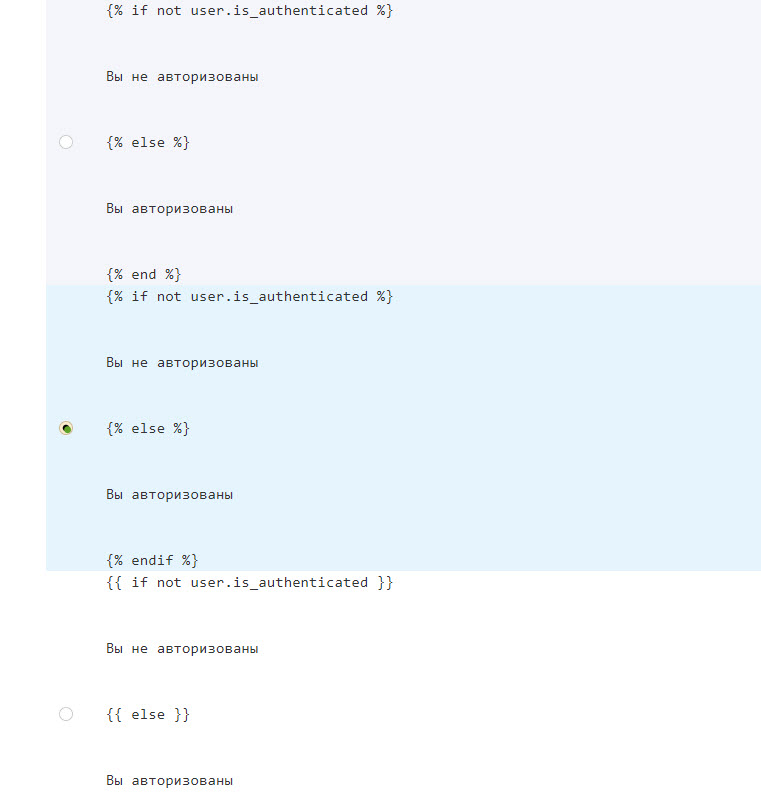 {% if not user.is_authenticated %}
Вы не авторизованы
{% else %}
Вы авторизованы
{% end %}
{% if not user.is_authenticated %}
Вы не авторизованы
{% else %}
Вы авторизованы
{% endif %}
{{ if not user.is_authenticated }}
Вы не авторизованы
{{ else }}
Вы авторизованы